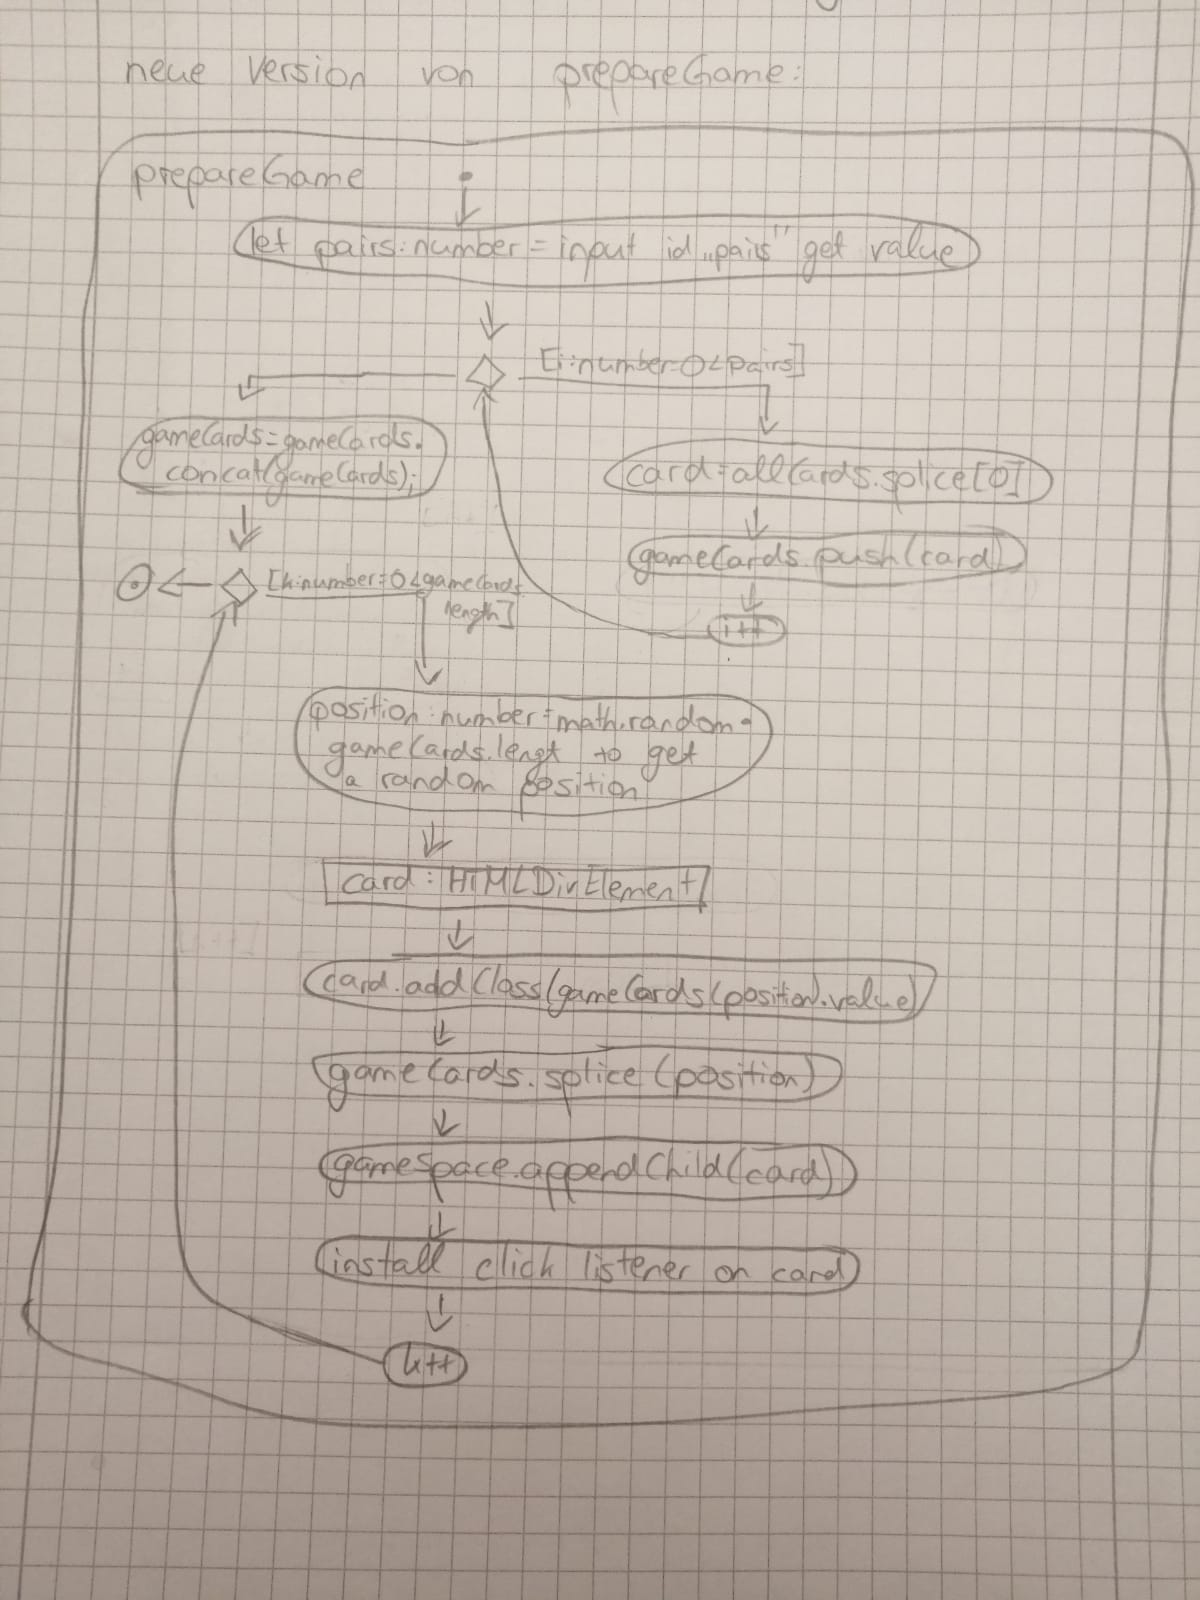 neue Version von prepareGame:
prepareGame
let pairs:number=input id „pairs" get value
[i:number=0<pairs]
gameCards=gameCards.
concat(gameCards);
card=allCards.splice[0]
gameCards.push(card)
i++
[k:number=0<gameCards.
length]
position:number=math.random*
gameCards.lengt to get
a random position
card:HTMLDivElement
card.addClass(gameCards(position).value)
gameCards.splice(position)
gamespace.appendChild(card)
install click listener on card
k++